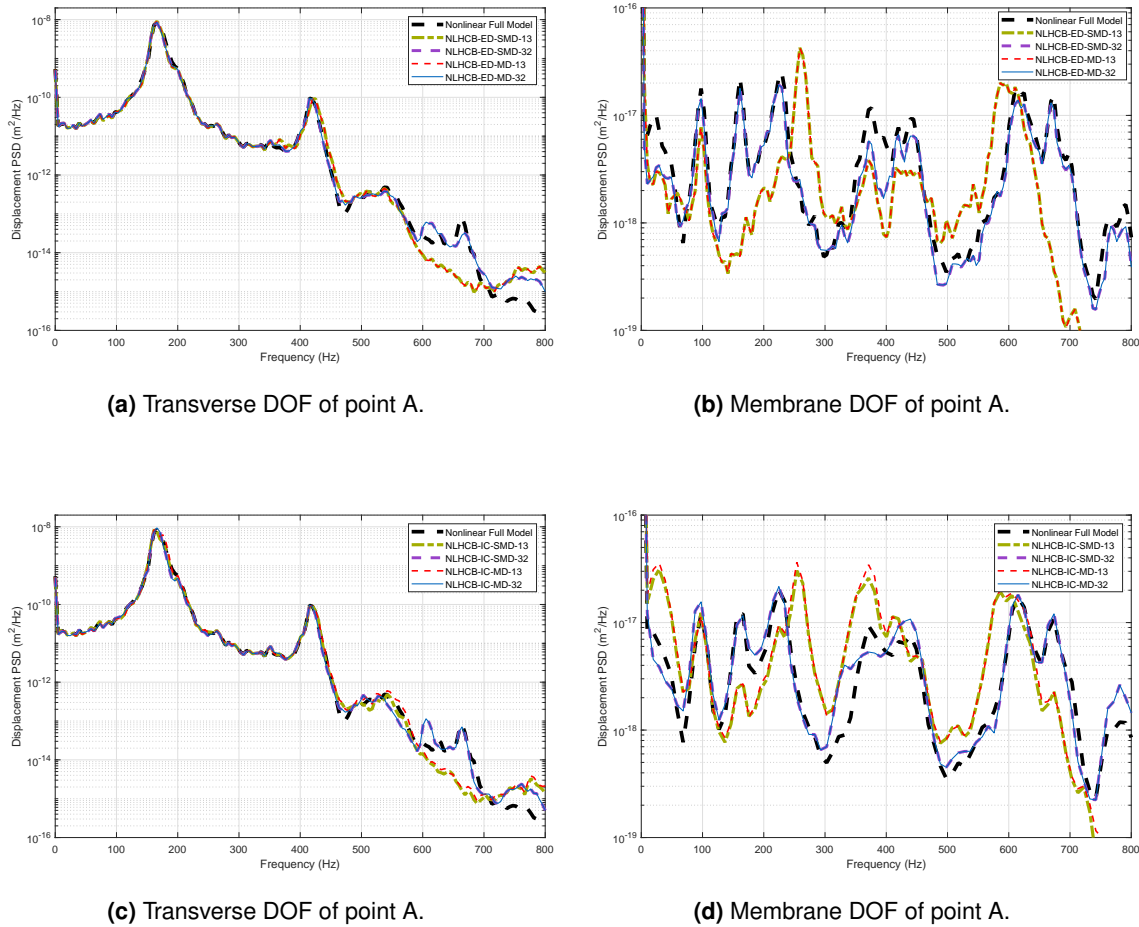 10^-8
10^-10
10^-12
10^-14
10^-16
Displacement PSD (m^2/Hz)
0 100 200 300 400 500 600 700 800
Frequency (Hz)
Nonlinear Full Model
NLHCB-ED-SMD-13
NLHCB-ED-SMD-32
NLHCB-ED-MD-13
NLHCB-ED-MD-32
(a) Transverse DOF of point A.
10^-16
10^-17
10^-18
10^-19
Displacement PSD (m^2/Hz)
0 100 200 300 400 500 600 700 800
Frequency (Hz)
Nonlinear Full Model
NLHCB-ED-SMD-13
NLHCB-ED-SMD-32
NLHCB-ED-MD-13
NLHCB-ED-MD-32
(b) Membrane DOF of point A.
10^-8
10^-10
10^-12
10^-14
10^-16
Displacement PSD (m^2/Hz)
0 100 200 300 400 500 600 700 800
Frequency (Hz)
Nonlinear Full Model
NLHCB-IC-SMD-13
NLHCB-IC-SMD-32
NLHCB-IC-MD-13
NLHCB-IC-MD-32
(c) Transverse DOF of point A.
10^-16
10^-17
10^-18
10^-19
Displacement PSD (m^2/Hz)
0 100 200 300 400 500 600 700 800
Frequency (Hz)
Nonlinear Full Model
NLHCB-IC-SMD-13
NLHCB-IC-SMD-32
NLHCB-IC-MD-13
NLHCB-IC-MD-32
(d) Membrane DOF of point A.